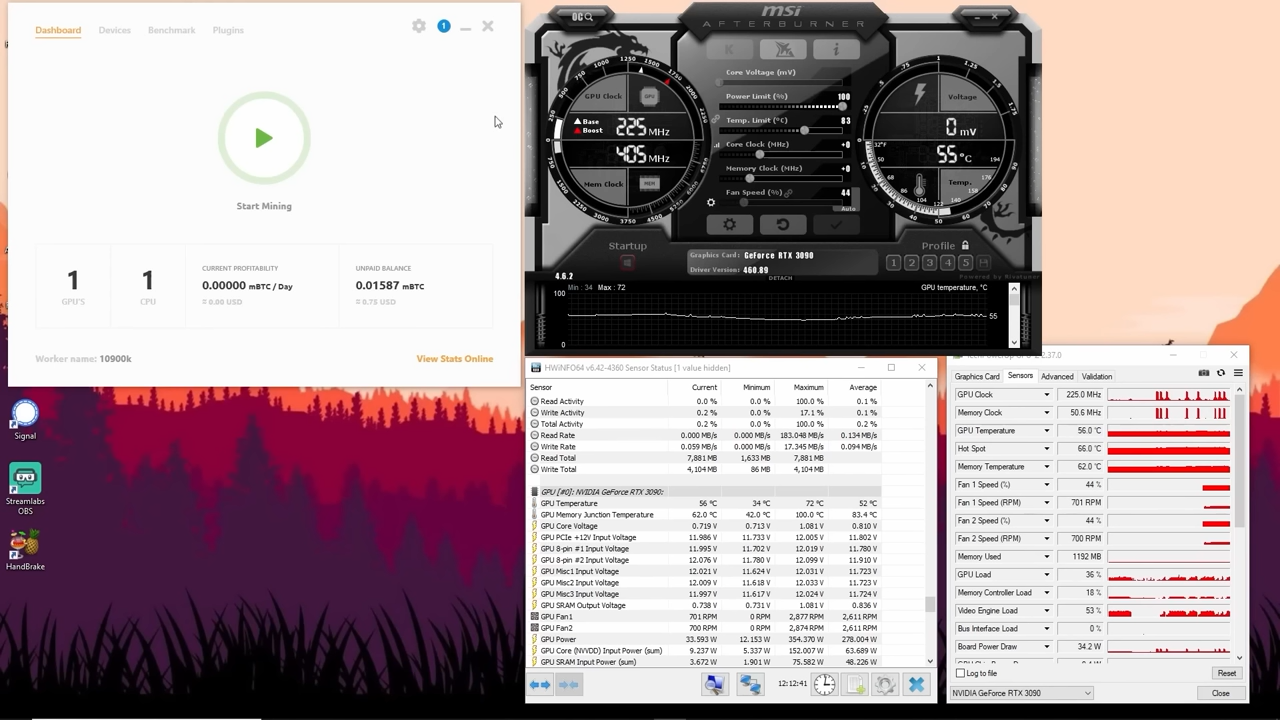 Dashboard Devices Benchmark Plugins
1
Start Mining
1
GPU'S
1
CPU
CURRENT PROFITABILITY
0.00000 mBTC / Day
≈ 0.00 USD
UNPAID BALANCE
0.01587 mBTC
≈ 0.75 USD
Worker name: 10900k
View Stats Online
Signal
Streamlabs
OBS
HandBrake
OC
msi
AFTERBURNER
K
i
GPU Clock
GPU
Base
Boost
225 MHz
405 MHz
Mem Clock
MEM
Core Voltage (mV)
Power Limit (%) 100
Temp. Limit (°C) 83
Core Clock (MHz) +0
Memory Clock (MHz) +0
Fan Speed (%) 44
Auto
Voltage
0 mV
55 °C
Temp.
Startup
Graphics Card: GeForce RTX 3090
Driver Version: 460.89
Profile
1 2 3 4 5
4.6.2
DETACH
Powered by Rivatuner
Min : 34 Max : 72
GPU temperature, °C
100
55
0
HWiNFO64 v6.42-4360 Sensor Status [1 value hidden]
Sensor Current Minimum Maximum Average
Read Activity 0.0 % 0.0 % 100.0 % 0.1 %
Write Activity 0.2 % 0.0 % 17.1 % 0.1 %
Total Activity 0.2 % 0.0 % 100.0 % 0.2 %
Read Rate 0.000 MB/s 0.000 MB/s 183.048 MB/s 0.134 MB/s
Write Rate 0.059 MB/s 0.000 MB/s 17.345 MB/s 0.094 MB/s
Read Total 7,881 MB 1,633 MB 7,881 MB
Write Total 4,104 MB 86 MB 4,104 MB
GPU [#0]: NVIDIA GeForce RTX 3090:
GPU Temperature 56 °C 34 °C 72 °C 52 °C
GPU Memory Junction Temperature 62.0 °C 42.0 °C 100.0 °C 83.4 °C
GPU Core Voltage 0.719 V 0.713 V 1.081 V 0.810 V
GPU PCIe +12V Input Voltage 11.986 V 11.733 V 12.005 V 11.802 V
GPU 8-pin #1 Input Voltage 11.995 V 11.702 V 12.019 V 11.780 V
GPU 8-pin #2 Input Voltage 12.076 V 11.780 V 12.099 V 11.910 V
GPU Misc1 Input Voltage 12.021 V 11.624 V 12.031 V 11.723 V
GPU Misc2 Input Voltage 12.009 V 11.618 V 12.033 V 11.723 V
GPU Misc3 Input Voltage 11.997 V 11.617 V 12.024 V 11.724 V
GPU SRAM Output Voltage 0.738 V 0.731 V 1.081 V 0.836 V
GPU Fan1 701 RPM 0 RPM 2,877 RPM 2,611 RPM
GPU Fan2 700 RPM 0 RPM 2,874 RPM 2,611 RPM
GPU Power 33.593 W 12.153 W 354.370 W 278.004 W
GPU Core (NVVDD) Input Power (sum) 9.237 W 5.337 W 152.007 W 63.689 W
GPU SRAM Input Power (sum) 3.672 W 1.901 W 75.582 W 48.226 W
12:12:41
2.37.0
Graphics Card Sensors Advanced Validation
GPU Clock 225.0 MHz
Memory Clock 50.6 MHz
GPU Temperature 56.0 °C
Hot Spot 66.0 °C
Memory Temperature 62.0 °C
Fan 1 Speed (%) 44 %
Fan 1 Speed (RPM) 701 RPM
Fan 2 Speed (%) 44 %
Fan 2 Speed (RPM) 700 RPM
Memory Used 1192 MB
GPU Load 36 %
Memory Controller Load 18 %
Video Engine Load 53 %
Bus Interface Load 0 %
Board Power Draw 34.2 W
Log to file
Reset
NVIDIA GeForce RTX 3090
Close